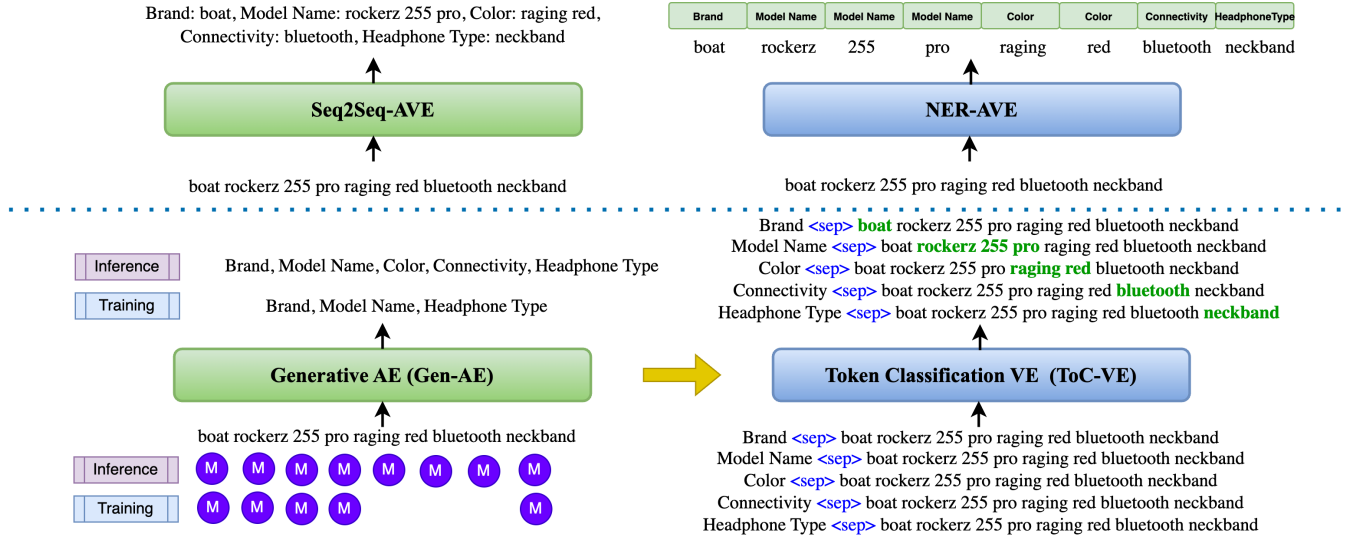 Brand: boat, Model Name: rockerz 255 pro, Color: raging red,
Connectivity: bluetooth, Headphone Type: neckband
Seq2Seq-AVE
boat rockerz 255 pro raging red bluetooth neckband
Brand Model Name Model Name Model Name Color Color Connectivity HeadphoneType
boat rockerz 255 pro raging red bluetooth neckband
NER-AVE
boat rockerz 255 pro raging red bluetooth neckband
Inference
Brand, Model Name, Color, Connectivity, Headphone Type
Training
Brand, Model Name, Headphone Type
Generative AE (Gen-AE)
boat rockerz 255 pro raging red bluetooth neckband
Inference M M M M M M M M
Training M M M M M
Brand <sep> boat rockerz 255 pro raging red bluetooth neckband
Model Name <sep> boat rockerz 255 pro raging red bluetooth neckband
Color <sep> boat rockerz 255 pro raging red bluetooth neckband
Connectivity <sep> boat rockerz 255 pro raging red bluetooth neckband
Headphone Type <sep> boat rockerz 255 pro raging red bluetooth neckband
Token Classification VE (ToC-VE)
Brand <sep> boat rockerz 255 pro raging red bluetooth neckband
Model Name <sep> boat rockerz 255 pro raging red bluetooth neckband
Color <sep> boat rockerz 255 pro raging red bluetooth neckband
Connectivity <sep> boat rockerz 255 pro raging red bluetooth neckband
Headphone Type <sep> boat rockerz 255 pro raging red bluetooth neckband